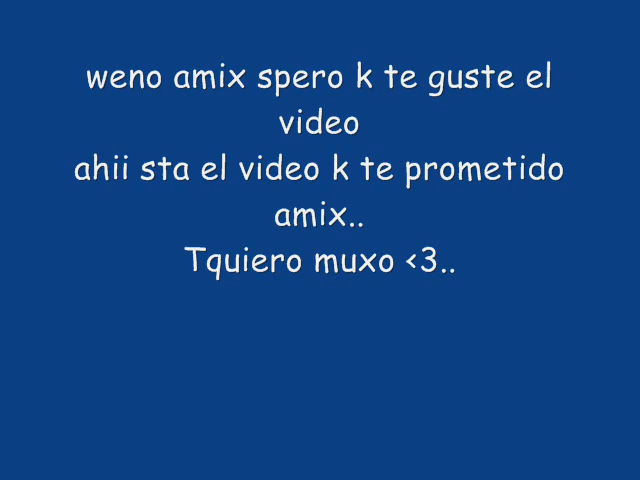 weno amix spero k te guste el
video
ahii sta el video k te prometido
amix..
Tquiero muxo <3..